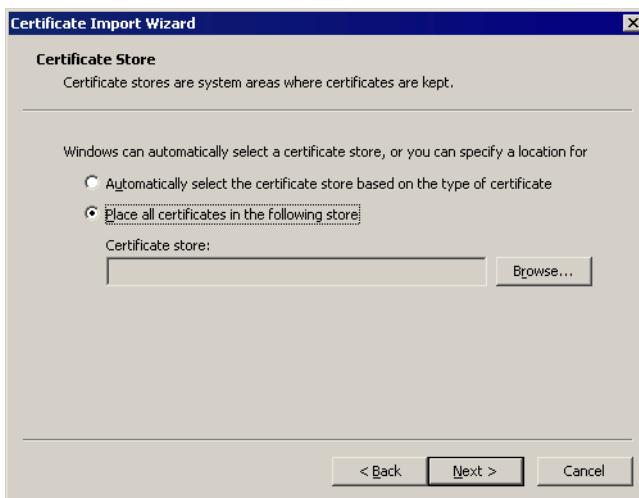 Certificate Import Wizard
Certificate Store
Certificate stores are system areas where certificates are kept.
Windows can automatically select a certificate store, or you can specify a location for
Automatically select the certificate store based on the type of certificate
Place all certificates in the following store
Certificate store:
Browse...
< Back Next > Cancel